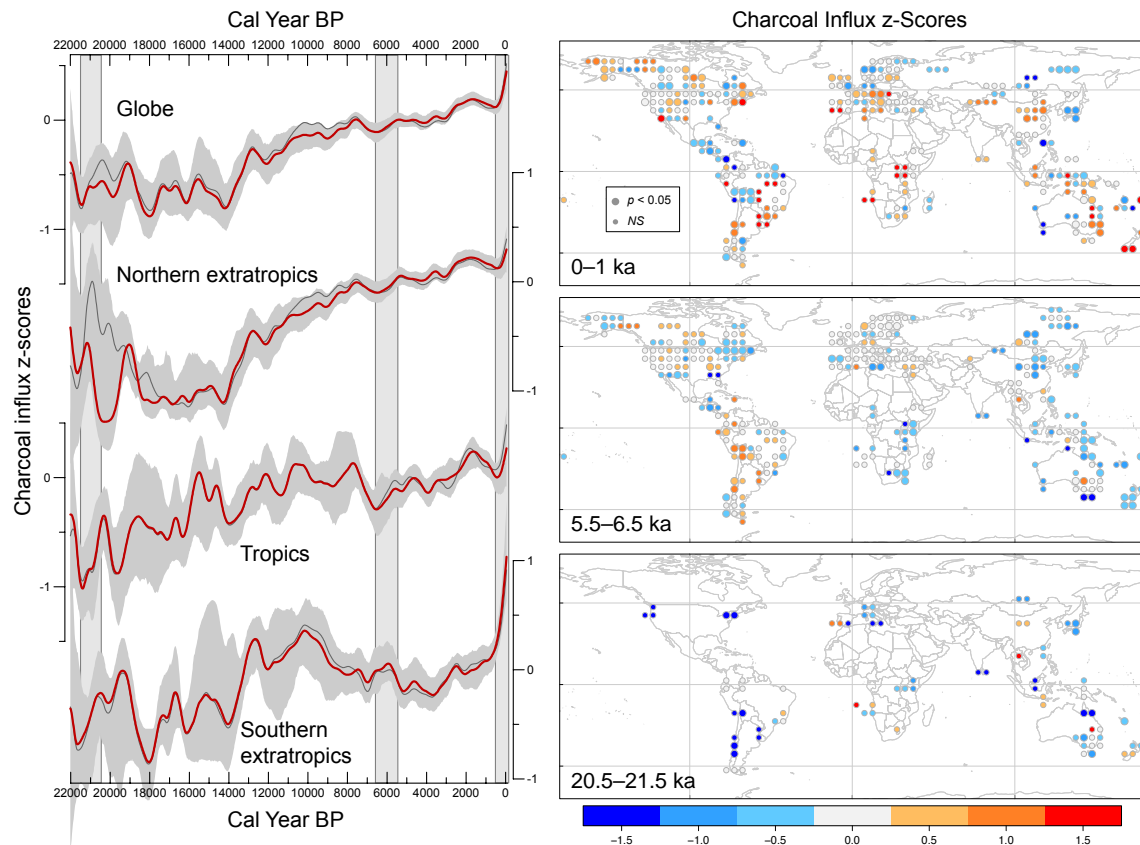 Cal Year BP
22000 20000 18000 16000 14000 12000 10000 8000 6000 4000 2000 0
Globe
0
-1
1
0
-1
Northern extratropics
Charcoal influx z-scores
0
-1
Tropics
1
0
-1
Southern
extratropics
22000 20000 18000 16000 14000 12000 10000 8000 6000 4000 2000 0
Cal Year BP
Charcoal Influx z-Scores
p < 0.05
NS
0–1 ka
5.5–6.5 ka
20.5–21.5 ka
−1.5 −1.0 −0.5 0.0 0.5 1.0 1.5